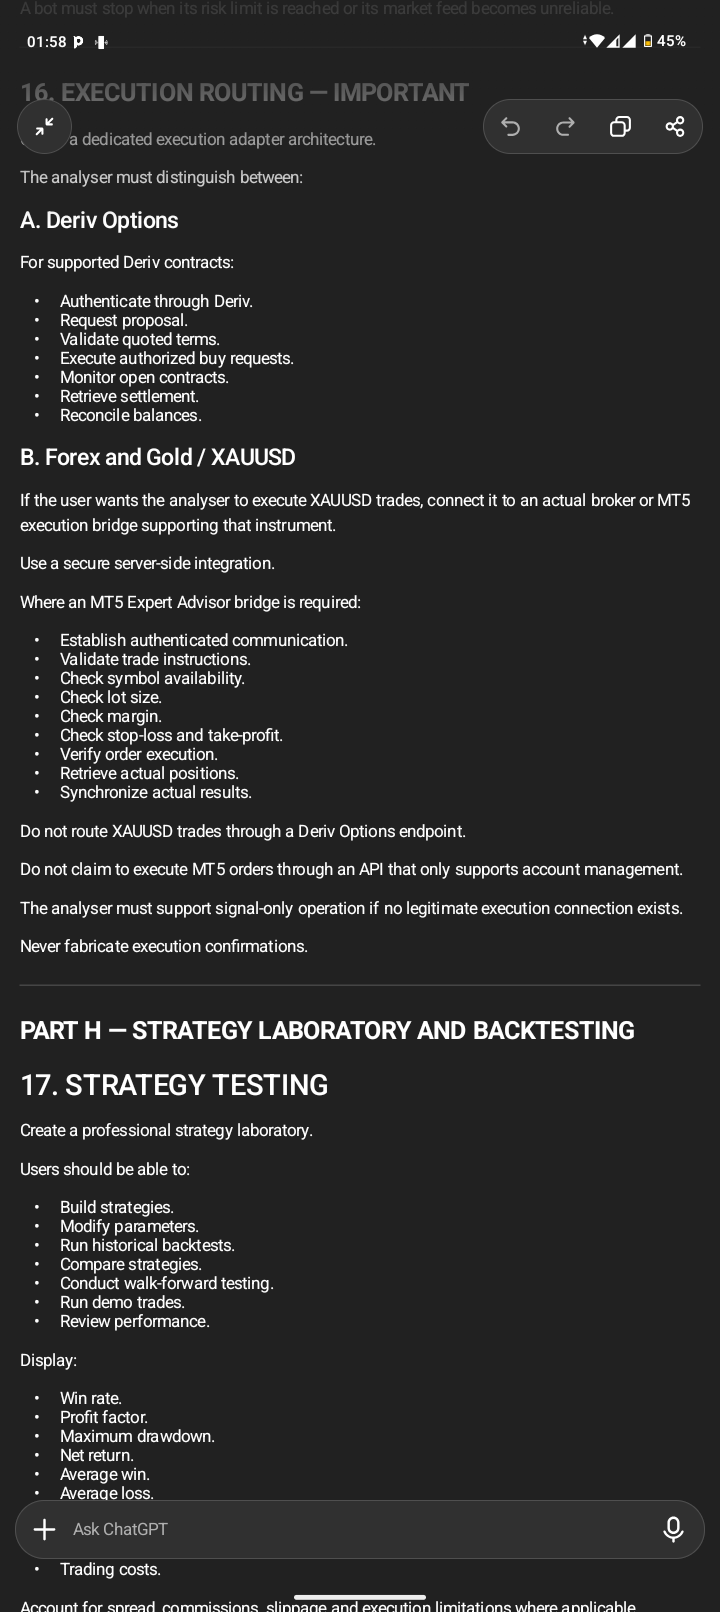 A bot must stop when its risk limit is reached or its market feed becomes unreliable.
01:58
45%
16. EXECUTION ROUTING — IMPORTANT
a dedicated execution adapter architecture.
The analyser must distinguish between:
A. Deriv Options
For supported Deriv contracts:
• Authenticate through Deriv.
• Request proposal.
• Validate quoted terms.
• Execute authorized buy requests.
• Monitor open contracts.
• Retrieve settlement.
• Reconcile balances.
B. Forex and Gold / XAUUSD
If the user wants the analyser to execute XAUUSD trades, connect it to an actual broker or MT5
execution bridge supporting that instrument.
Use a secure server-side integration.
Where an MT5 Expert Advisor bridge is required:
• Establish authenticated communication.
• Validate trade instructions.
• Check symbol availability.
• Check lot size.
• Check margin.
• Check stop-loss and take-profit.
• Verify order execution.
• Retrieve actual positions.
• Synchronize actual results.
Do not route XAUUSD trades through a Deriv Options endpoint.
Do not claim to execute MT5 orders through an API that only supports account management.
The analyser must support signal-only operation if no legitimate execution connection exists.
Never fabricate execution confirmations.
PART H — STRATEGY LABORATORY AND BACKTESTING
17. STRATEGY TESTING
Create a professional strategy laboratory.
Users should be able to:
• Build strategies.
• Modify parameters.
• Run historical backtests.
• Compare strategies.
• Conduct walk-forward testing.
• Run demo trades.
• Review performance.
Display:
• Win rate.
• Profit factor.
• Maximum drawdown.
• Net return.
• Average win.
• Average loss.
Ask ChatGPT
• Trading costs.
Account for spread, commissions, slippage and execution limitations where applicable